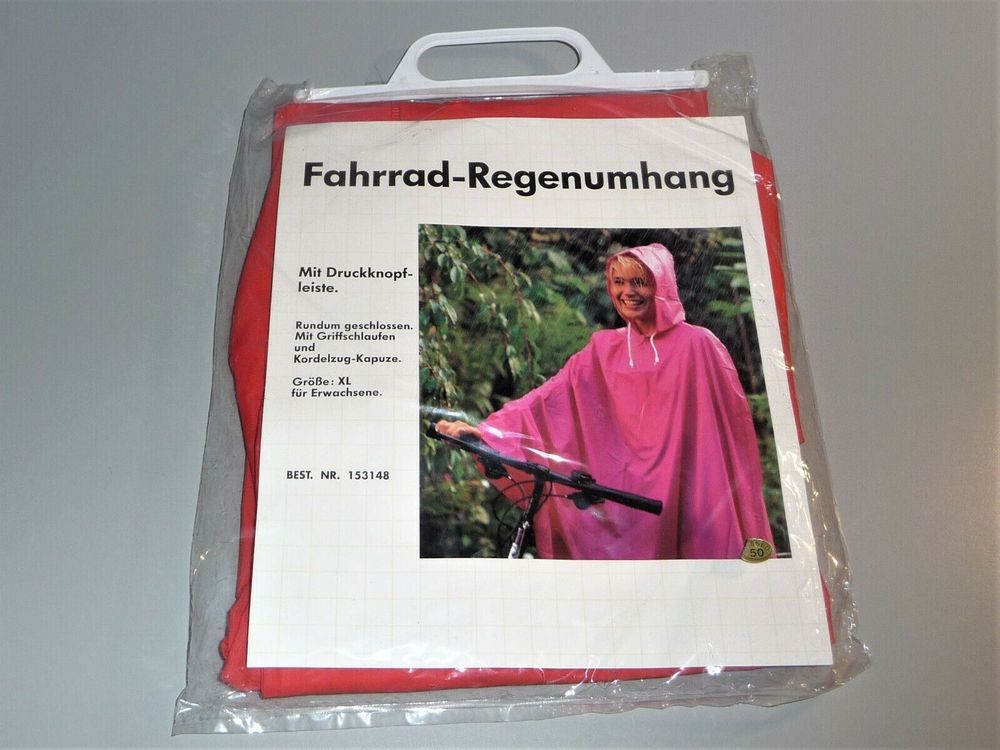 Fahrrad-Regenumhang
Mit Druckknopf-
leiste.
Rundum geschlossen.
Mit Griffschlaufen
und
Kordelzug-Kapuze.
Größe: XL
für Erwachsene.
BEST. NR. 153148
50